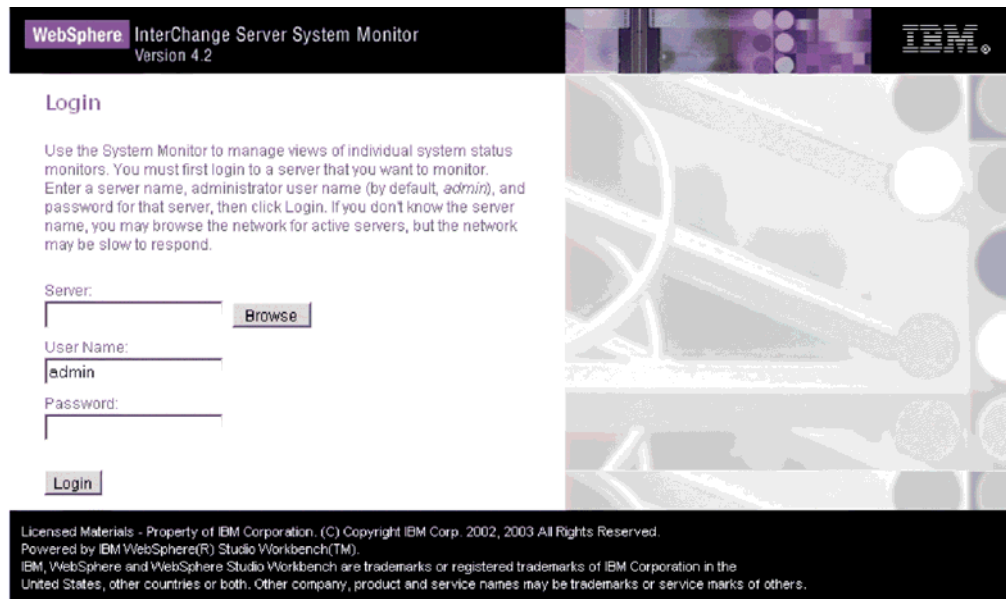 WebSphere InterChange Server System Monitor
Version 4.2
IBM
Login
Use the System Monitor to manage views of individual system status
monitors. You must first login to a server that you want to monitor.
Enter a server name, administrator user name (by default, admin), and
password for that server, then click Login. If you don't know the server
name, you may browse the network for active servers, but the network
may be slow to respond.
Server:
Browse
User Name:
admin
Password:
Login
Licensed Materials - Property of IBM Corporation. (C) Copyright IBM Corp. 2002, 2003 All Rights Reserved.
Powered by IBM WebSphere(R) Studio Workbench(TM).
IBM, WebSphere and WebSphere Studio Workbench are trademarks or registered trademarks of IBM Corporation in the
United States, other countries or both. Other company, product and service names may be trademarks or service marks of others.